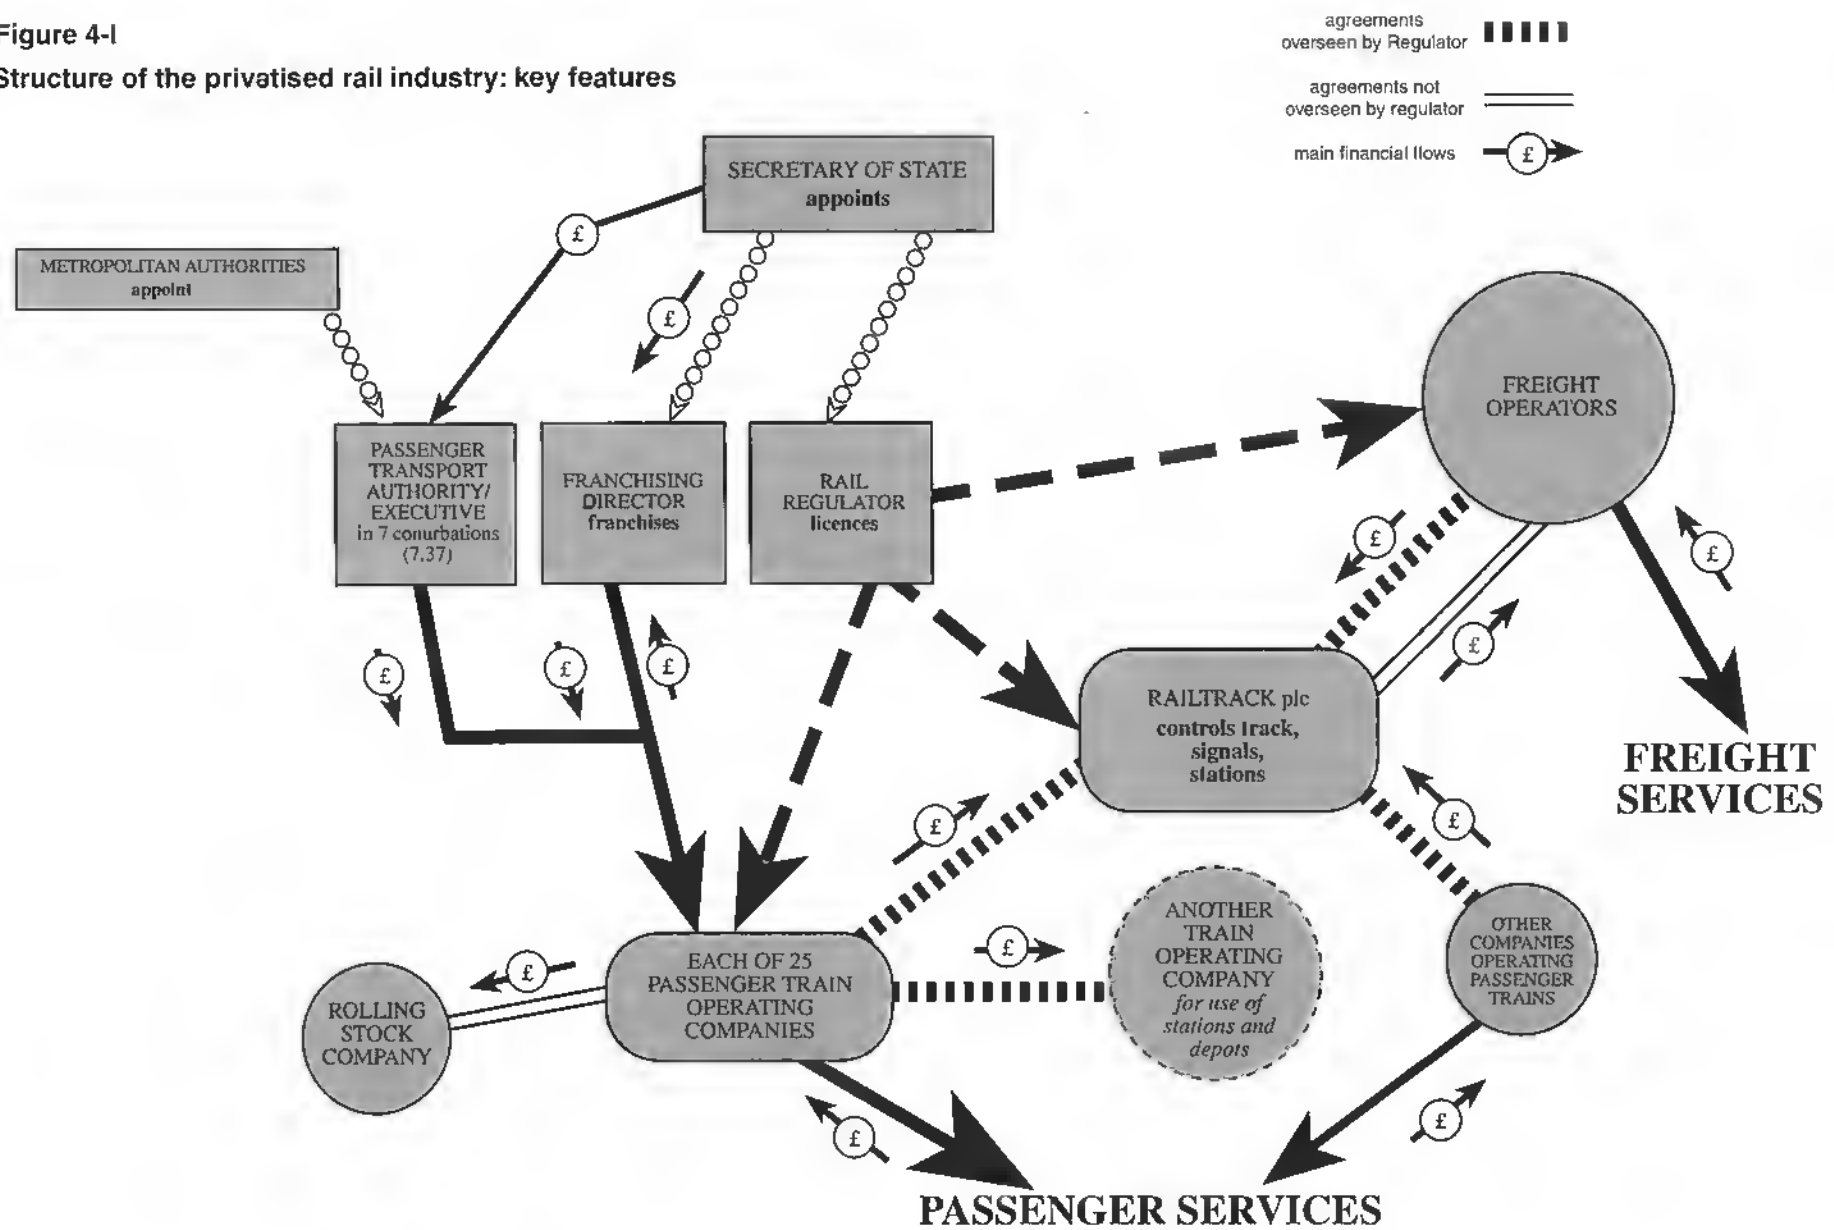 Figure 4-I
Structure of the privatised rail industry: key features
agreements
overseen by Regulator
agreements not
overseen by regulator
main financial flows
£
SECRETARY OF STATE
appoints
£
METROPOLITAN AUTHORITIES
appoint
£
PASSENGER
TRANSPORT
AUTHORITY/
EXECUTIVE
in 7 conurbations
(7.37)
FRANCHISING
DIRECTOR
franchises
RAIL
REGULATOR
licences
FREIGHT
OPERATORS
£
£
£
£
£
£
£
RAILTRACK plc
controls track,
signals,
stations
FREIGHT
SERVICES
£
£
ANOTHER
TRAIN
OPERATING
COMPANY
for use of
stations and
depots
OTHER
COMPANIES
OPERATING
PASSENGER
TRAINS
£
£
EACH OF 25
PASSENGER TRAIN
OPERATING
COMPANIES
ROLLING
STOCK
COMPANY
£
£
PASSENGER SERVICES